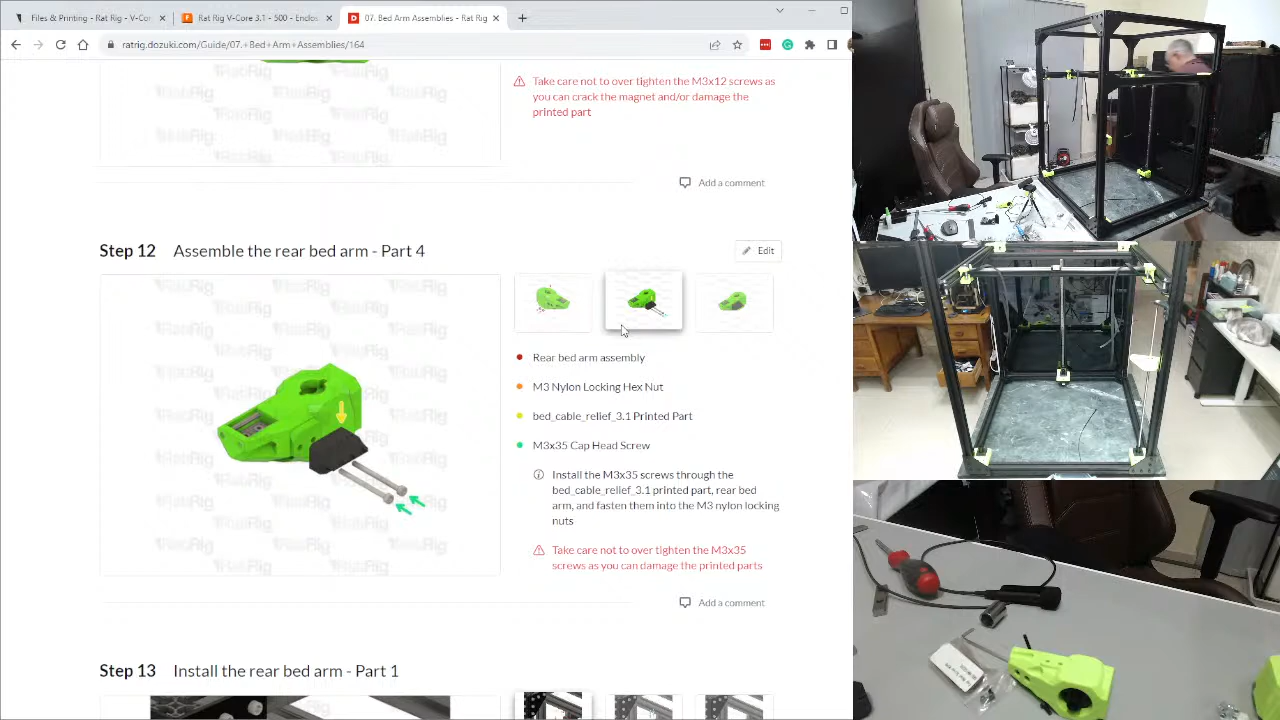 Files & Printing - Rat Rig V-C
Rat Rig V-Core 3.1 - 500 - Endos
07. Bed Arm Assemblies - Rat Rig
ratrig.dozuki.com/Guide/07.+Bed+Arm+Assemblies/164
Take care not to over tighten the M3x12 screws as
you can crack the magnet and/or damage the
printed part
Add a comment
Step 12 Assemble the rear bed arm - Part 4
Edit
Rear bed arm assembly
M3 Nylon Locking Hex Nut
bed_cable_relief_3.1 Printed Part
M3x35 Cap Head Screw
Install the M3x35 screws through the
bed_cable_relief_3.1 printed part, rear bed
arm, and fasten them into the M3 nylon locking
nuts
Take care not to over tighten the M3x35
screws as you can damage the printed parts
Add a comment
Step 13 Install the rear bed arm - Part 1